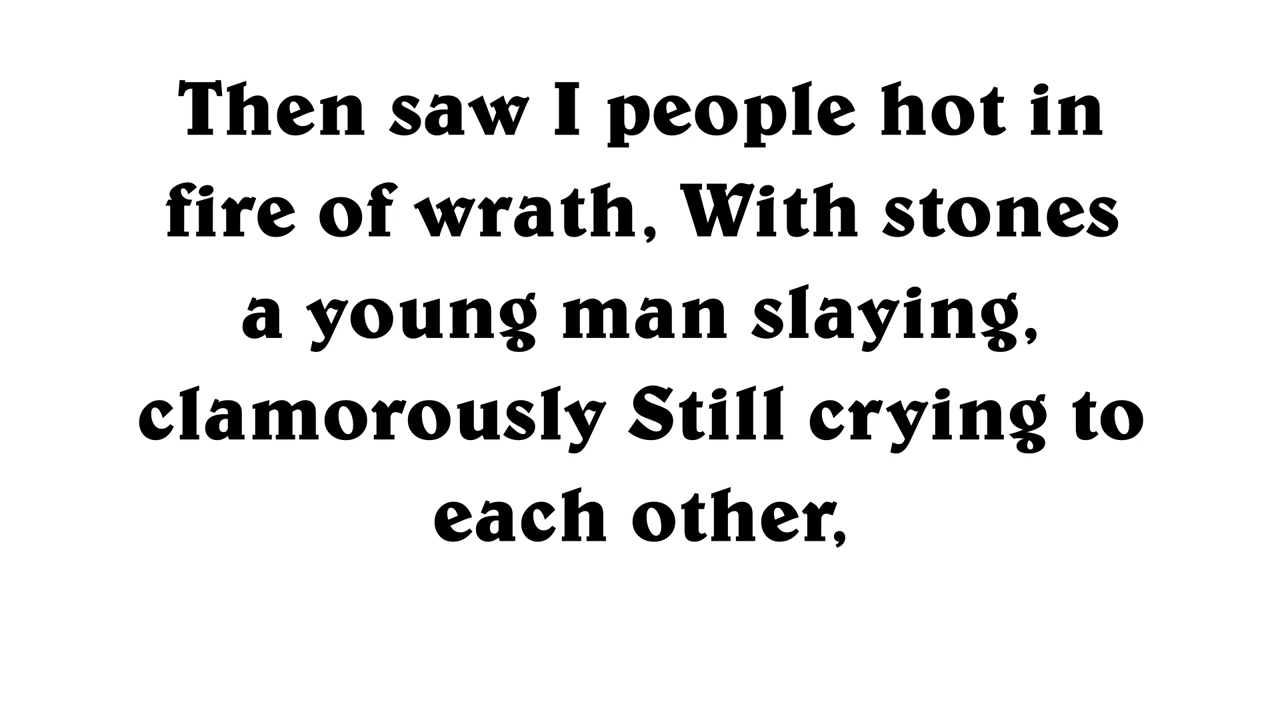 Then saw I people hot in
fire of wrath, With stones
a young man slaying,
clamorously Still crying to
each other,